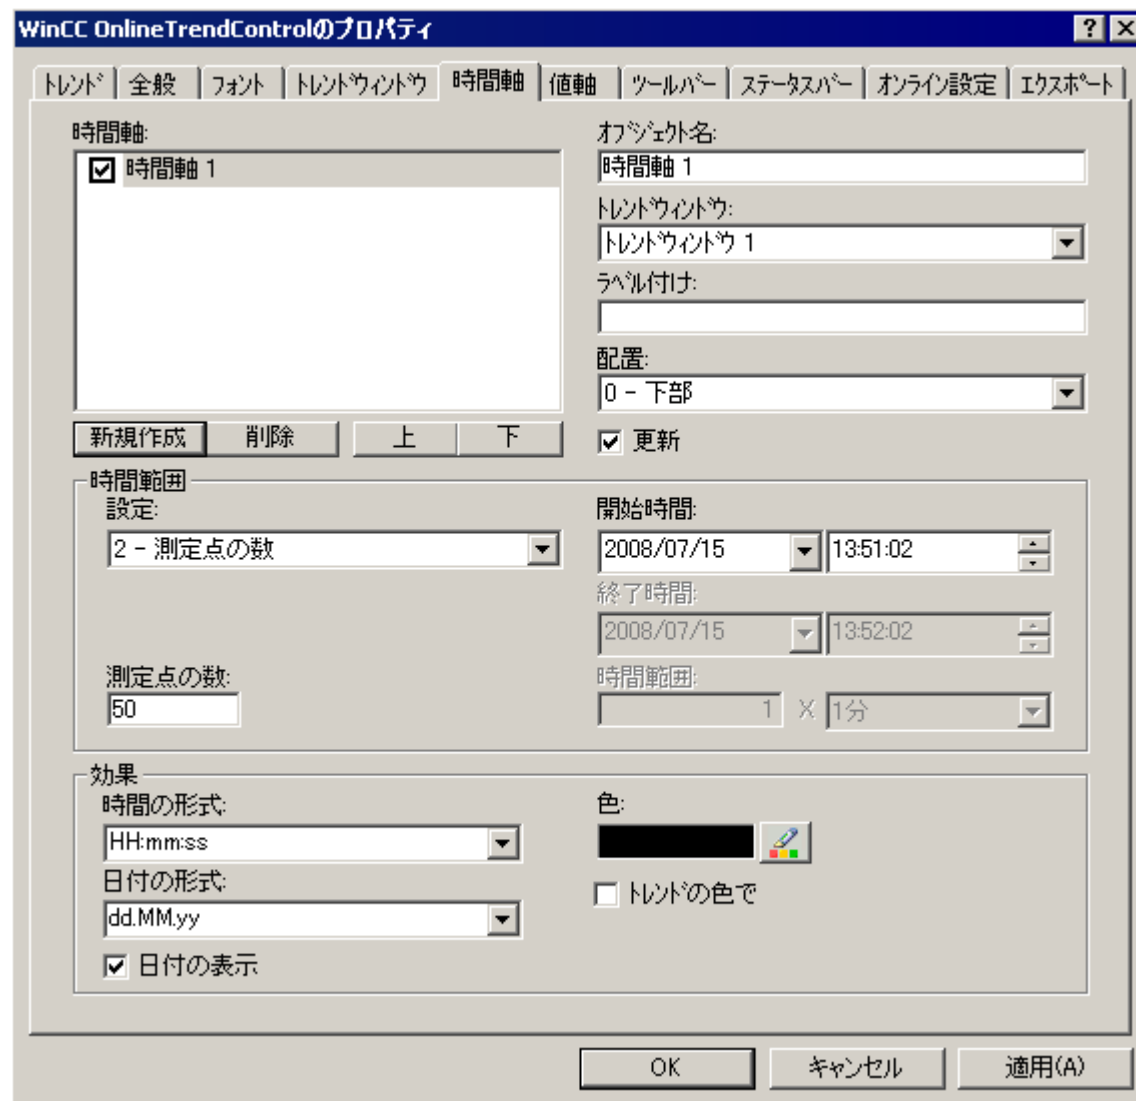 WinCC OnlineTrendControlのプロパティ
トレンド 全般 フォント トレンドウィンドウ 時間軸 値軸 ツールバー ステータスバー オンライン設定 エクスポート
時間軸:
時間軸 1
新規作成 削除 上 下
オブジェクト名:
時間軸 1
トレンドウィンドウ:
トレンドウィンドウ 1
ラベル付け:
配置:
0 - 下部
更新
時間範囲
設定:
2 - 測定点の数
測定点の数:
50
開始時間:
2008/07/15 13:51:02
終了時間:
2008/07/15 13:52:02
時間範囲:
1 X 1分
効果
時間の形式:
HH:mm:ss
日付の形式:
dd.MM.yy
日付の表示
色:
トレンドの色で
OK キャンセル 適用(A)